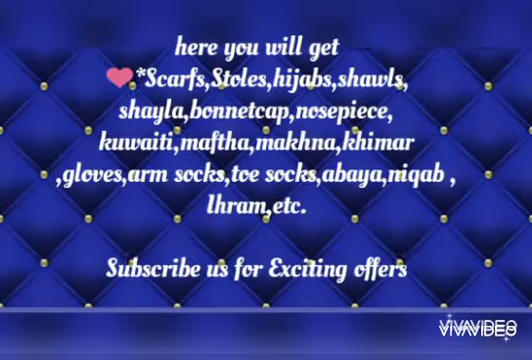 here you will get
❤*Scarfs,Stoles,hijabs,shawls,
shayla,bonnetcap,nosepiece,
kuwaiti,maftha,makhna,khimar
,gloves,arm socks,toe socks,abaya,niqab ,
lhram,etc.
Subscribe us for Exciting offers
VIVAVIDEO